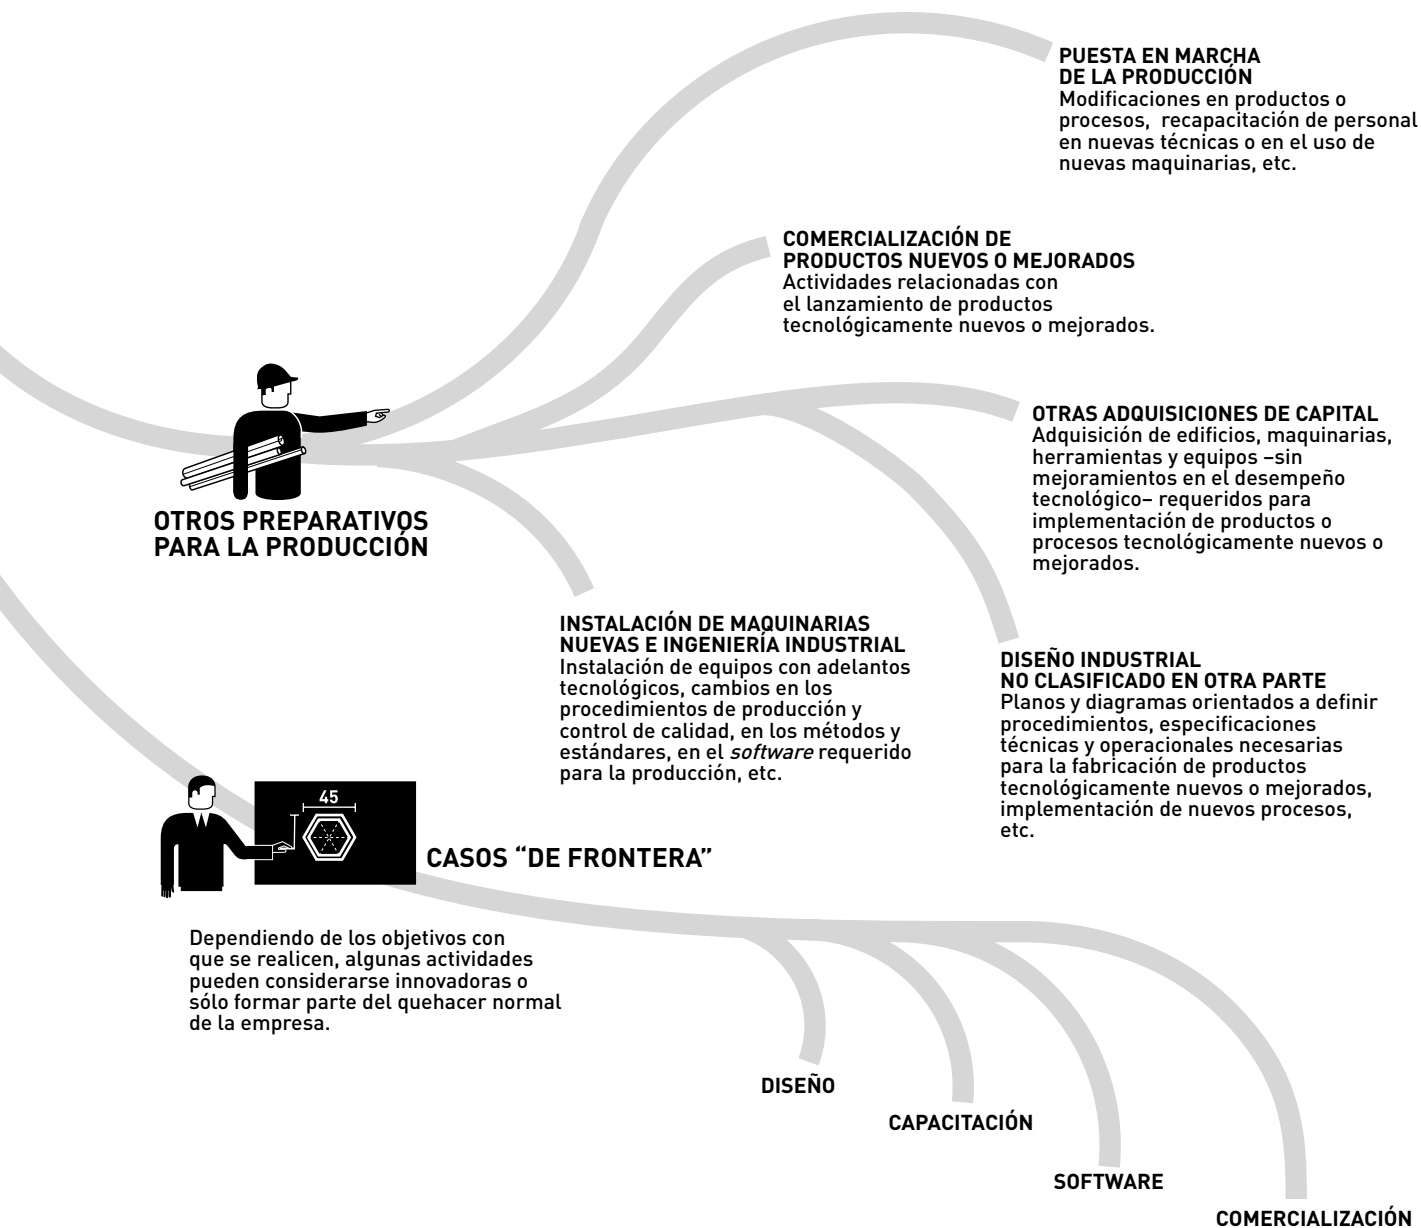 PUESTA EN MARCHA
DE LA PRODUCCIÓN
Modificaciones en productos o
procesos,  recapacitación de personal
en nuevas técnicas o en el uso de
nuevas maquinarias, etc.
COMERCIALIZACIÓN DE
PRODUCTOS NUEVOS O MEJORADOS
Actividades relacionadas con
el lanzamiento de productos
tecnológicamente nuevos o mejorados.
OTRAS ADQUISICIONES DE CAPITAL
Adquisición de edificios, maquinarias,
herramientas y equipos –sin
mejoramientos en el desempeño
tecnológico– requeridos para
implementación de productos o
procesos tecnológicamente nuevos o
mejorados.
OTROS PREPARATIVOS
PARA LA PRODUCCIÓN
INSTALACIÓN DE MAQUINARIAS
NUEVAS E INGENIERÍA INDUSTRIAL
Instalación de equipos con adelantos
tecnológicos, cambios en los
procedimientos de producción y
control de calidad, en los métodos y
estándares, en el software requerido
para la producción, etc.
DISEÑO INDUSTRIAL
NO CLASIFICADO EN OTRA PARTE
Planos y diagramas orientados a definir
procedimientos, especificaciones
técnicas y operacionales necesarias
para la fabricación de productos
tecnológicamente nuevos o mejorados,
implementación de nuevos procesos,
etc.
45
CASOS “DE FRONTERA”
Dependiendo de los objetivos con
que se realicen, algunas actividades
pueden considerarse innovadoras o
sólo formar parte del quehacer normal
de la empresa.
DISEÑO
CAPACITACIÓN
SOFTWARE
COMERCIALIZACIÓN